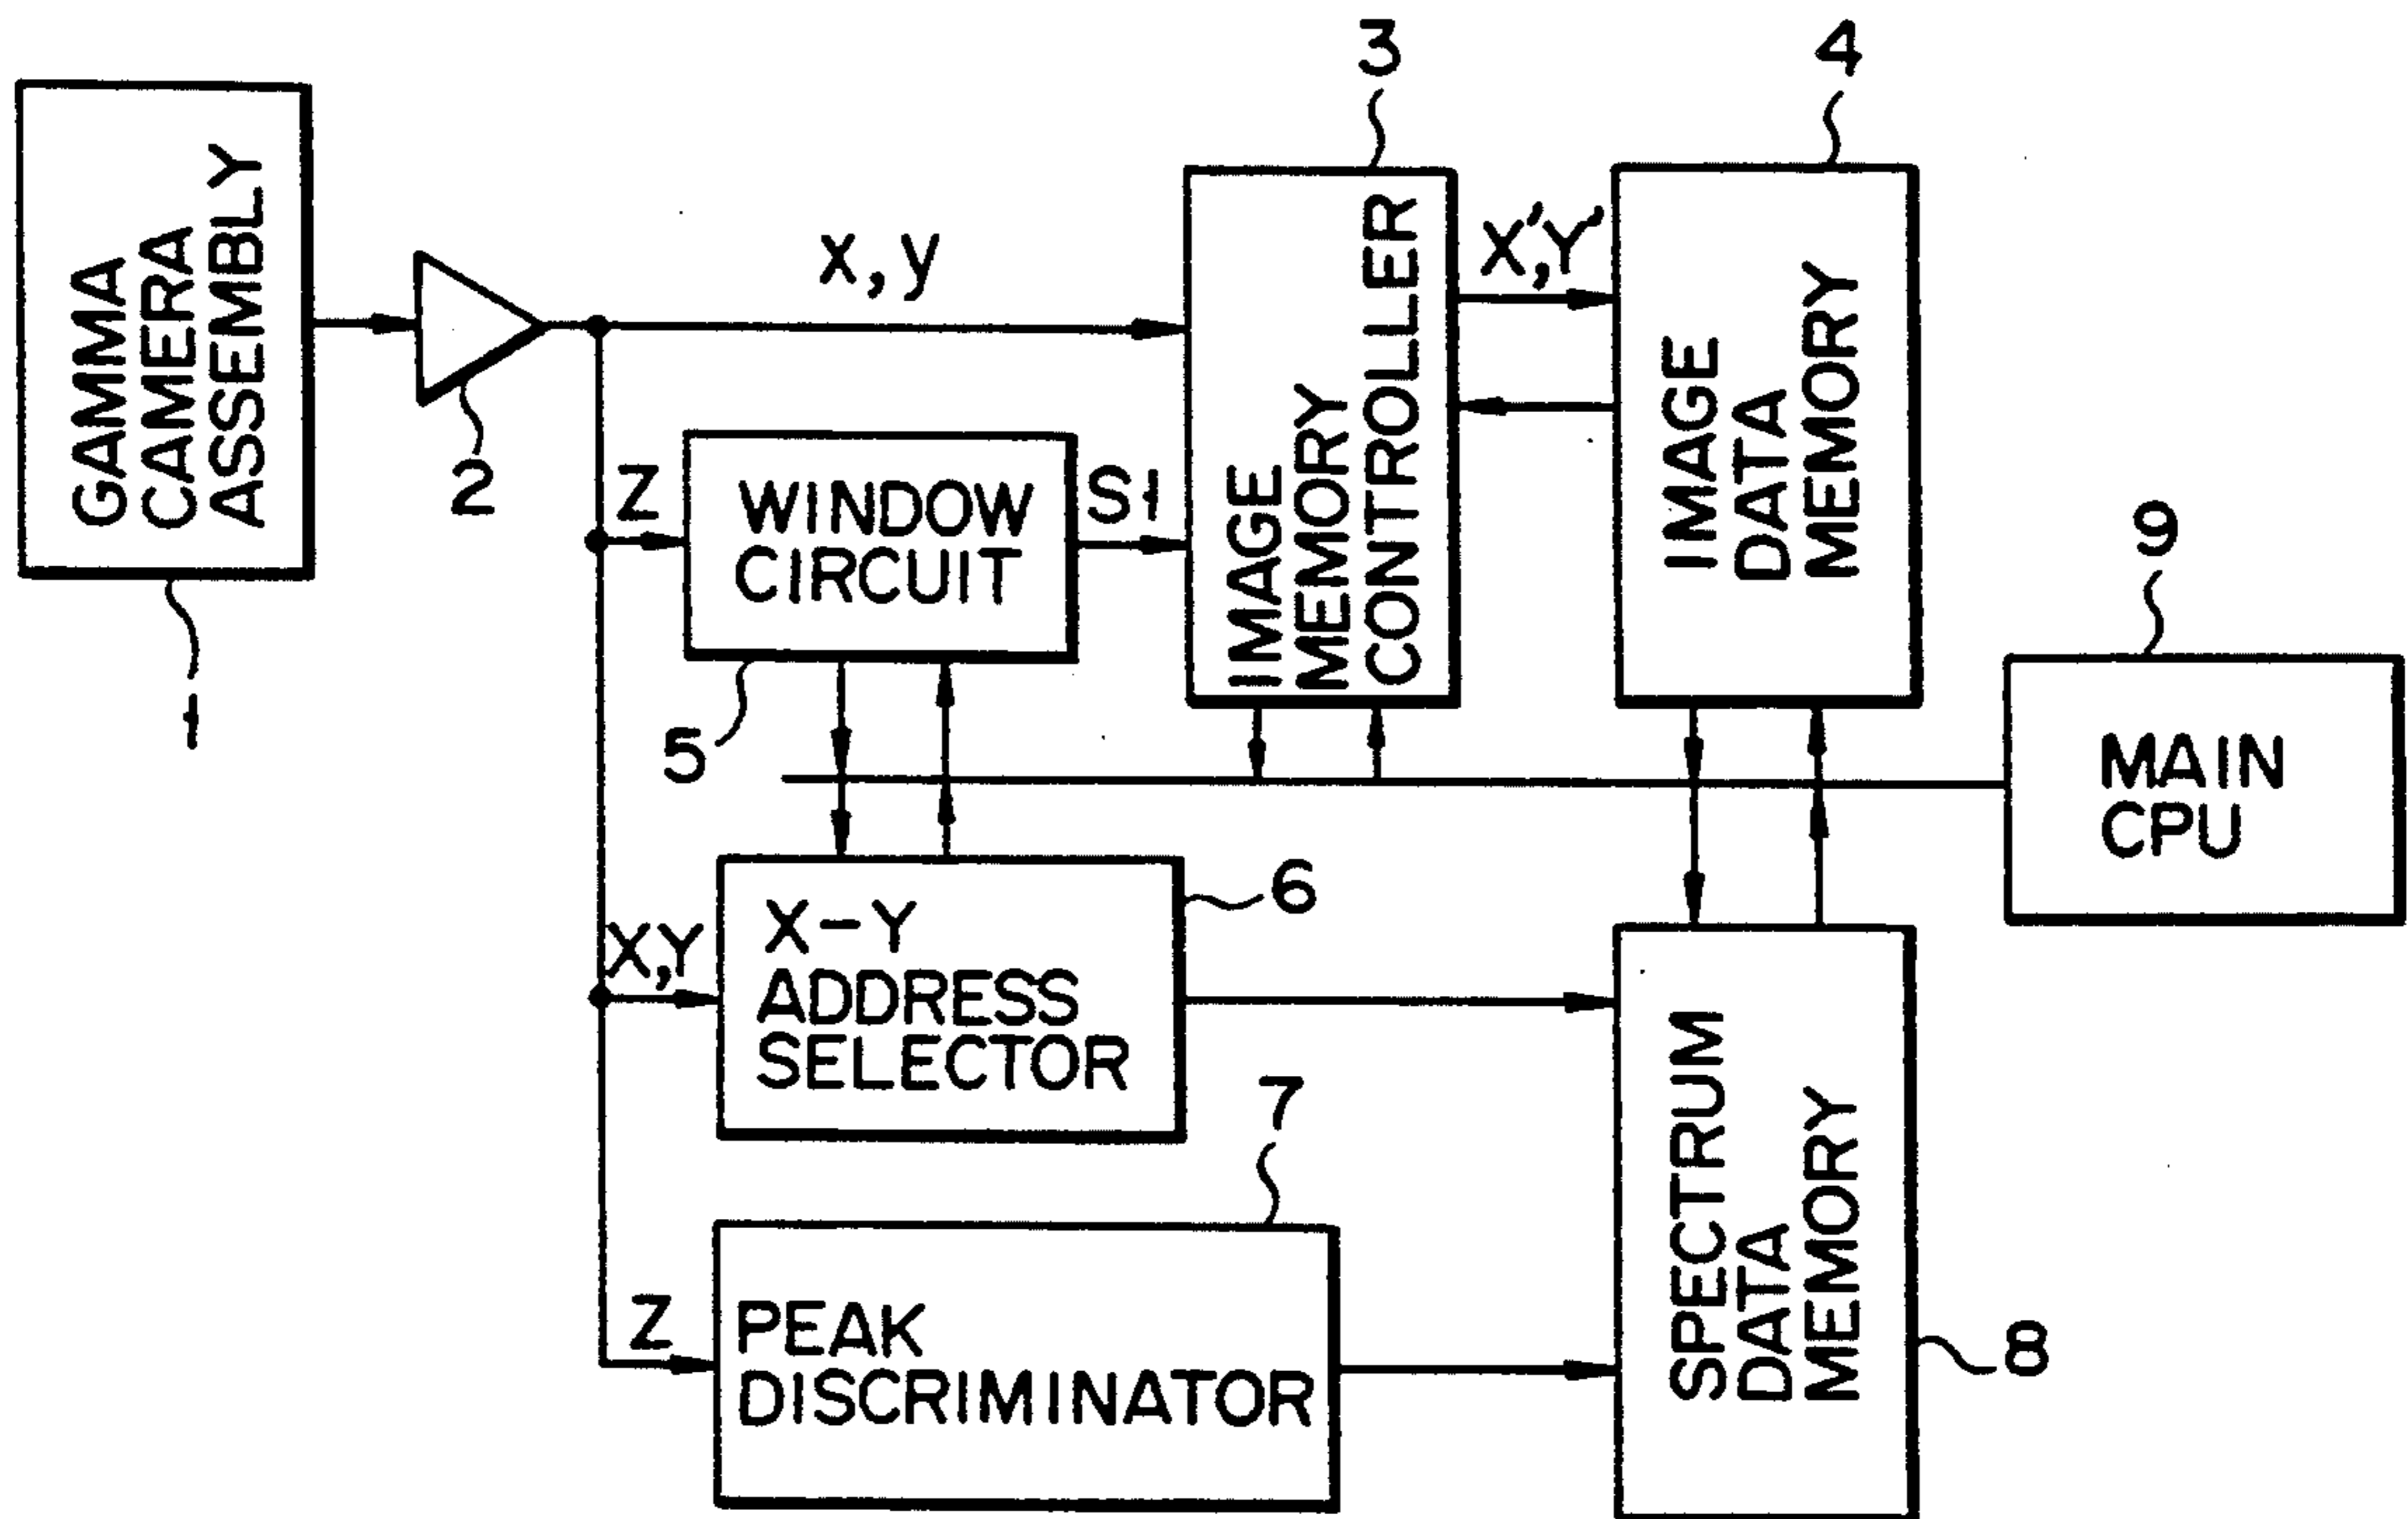 3
4
GAMMA
CAMERA
ASSEMBLY
1
2
x, y
IMAGE
MEMORY
CONTROLLER
X',Y'
IMAGE
DATA
MEMORY
Z
WINDOW
CIRCUIT
S1
5
9
MAIN
CPU
X,Y
X-Y
ADDRESS
SELECTOR
6
7
Z
PEAK
DISCRIMINATOR
SPECTRUM
DATA
MEMORY
8